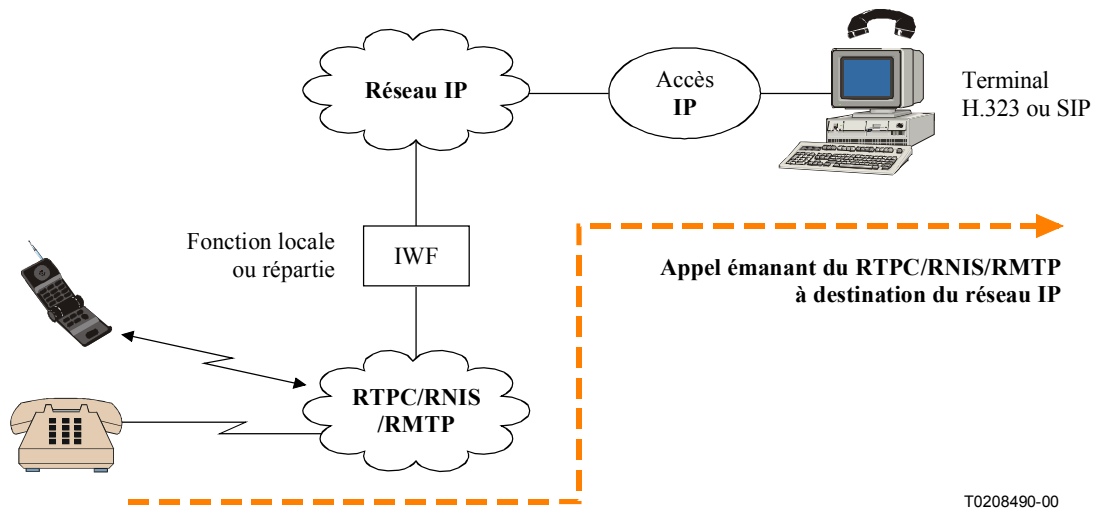 Réseau IP
Accès
IP
Terminal
H.323 ou SIP
Fonction locale
ou répartie
IWF
Appel émanant du RTPC/RNIS/RMTP
à destination du réseau IP
RTPC/RNIS
/RMTP
T0208490-00